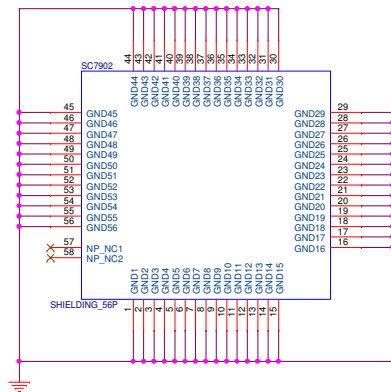 44 43 42 41 40 39 38 37 36 35 34 33 32 31 30
SC7902
GND44 GND43 GND42 GND41 GND40 GND39 GND38 GND37 GND36 GND35 GND34 GND33 GND32 GND31 GND30
45 GND45 GND29 29
46 GND46 GND28 28
47 GND47 GND27 27
48 GND48 GND26 26
49 GND49 GND25 25
50 GND50 GND24 24
51 GND51 GND23 23
52 GND52 GND22 22
53 GND53 GND21 21
54 GND54 GND20 20
55 GND55 GND19 19
56 GND56 GND18 18
GND17 17
57 NP_NC1 GND16 16
58 NP_NC2
GND1 GND2 GND3 GND4 GND5 GND6 GND7 GND8 GND9 GND10 GND11 GND12 GND13 GND14 GND15
SHIELDING_56P
1 2 3 4 5 6 7 8 9 10 11 12 13 14 15